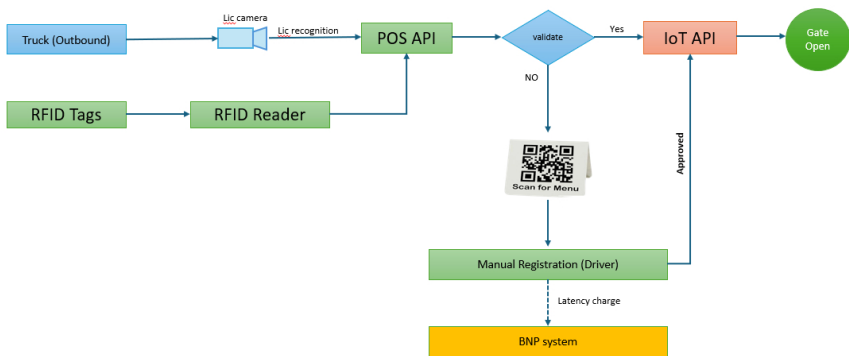 Lic camera
Truck (Outbound)
Lic recognition
POS API
validate
Yes
IoT API
Gate
Open
NO
RFID Tags
RFID Reader
Scan for Menu
Approved
Manual Registration (Driver)
Latency charge
BNP system